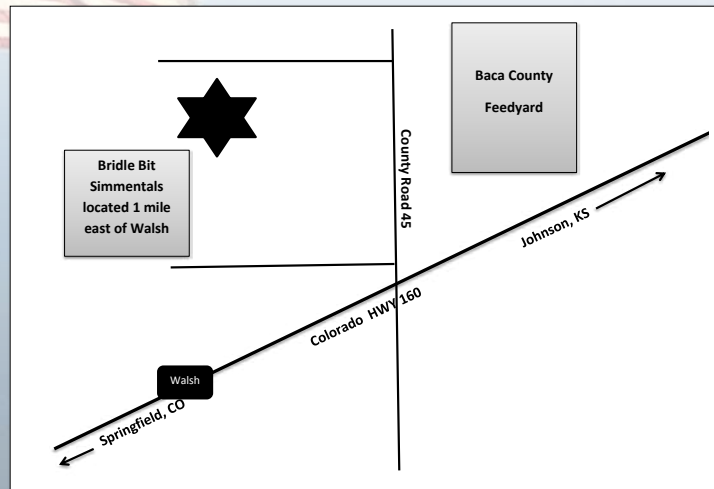 Baca County
Feedyard
Bridle Bit
Simmentals
located 1 mile
east of Walsh
County Road 45
Johnson, KS
Colorado HWY 160
Walsh
Springfield, CO